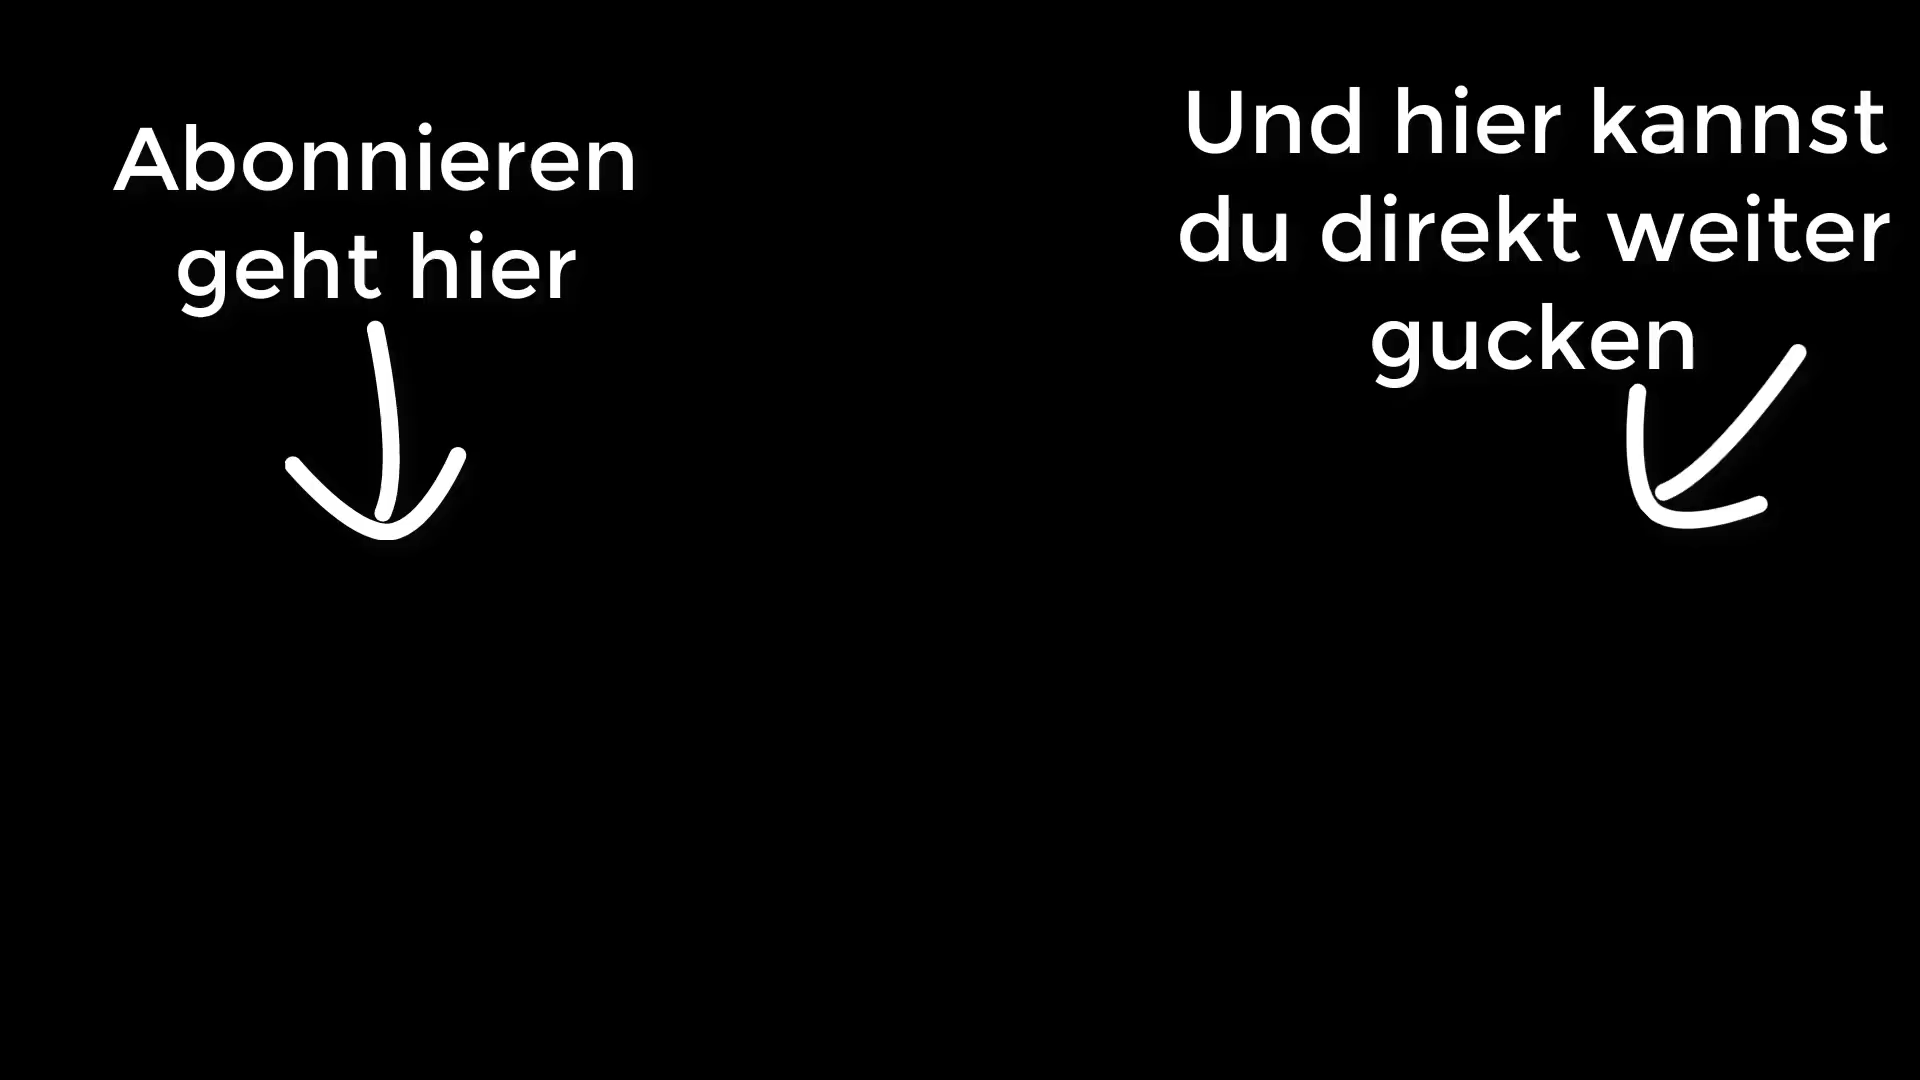 Abonnieren
geht hier
Und hier kannst
du direkt weiter
gucken